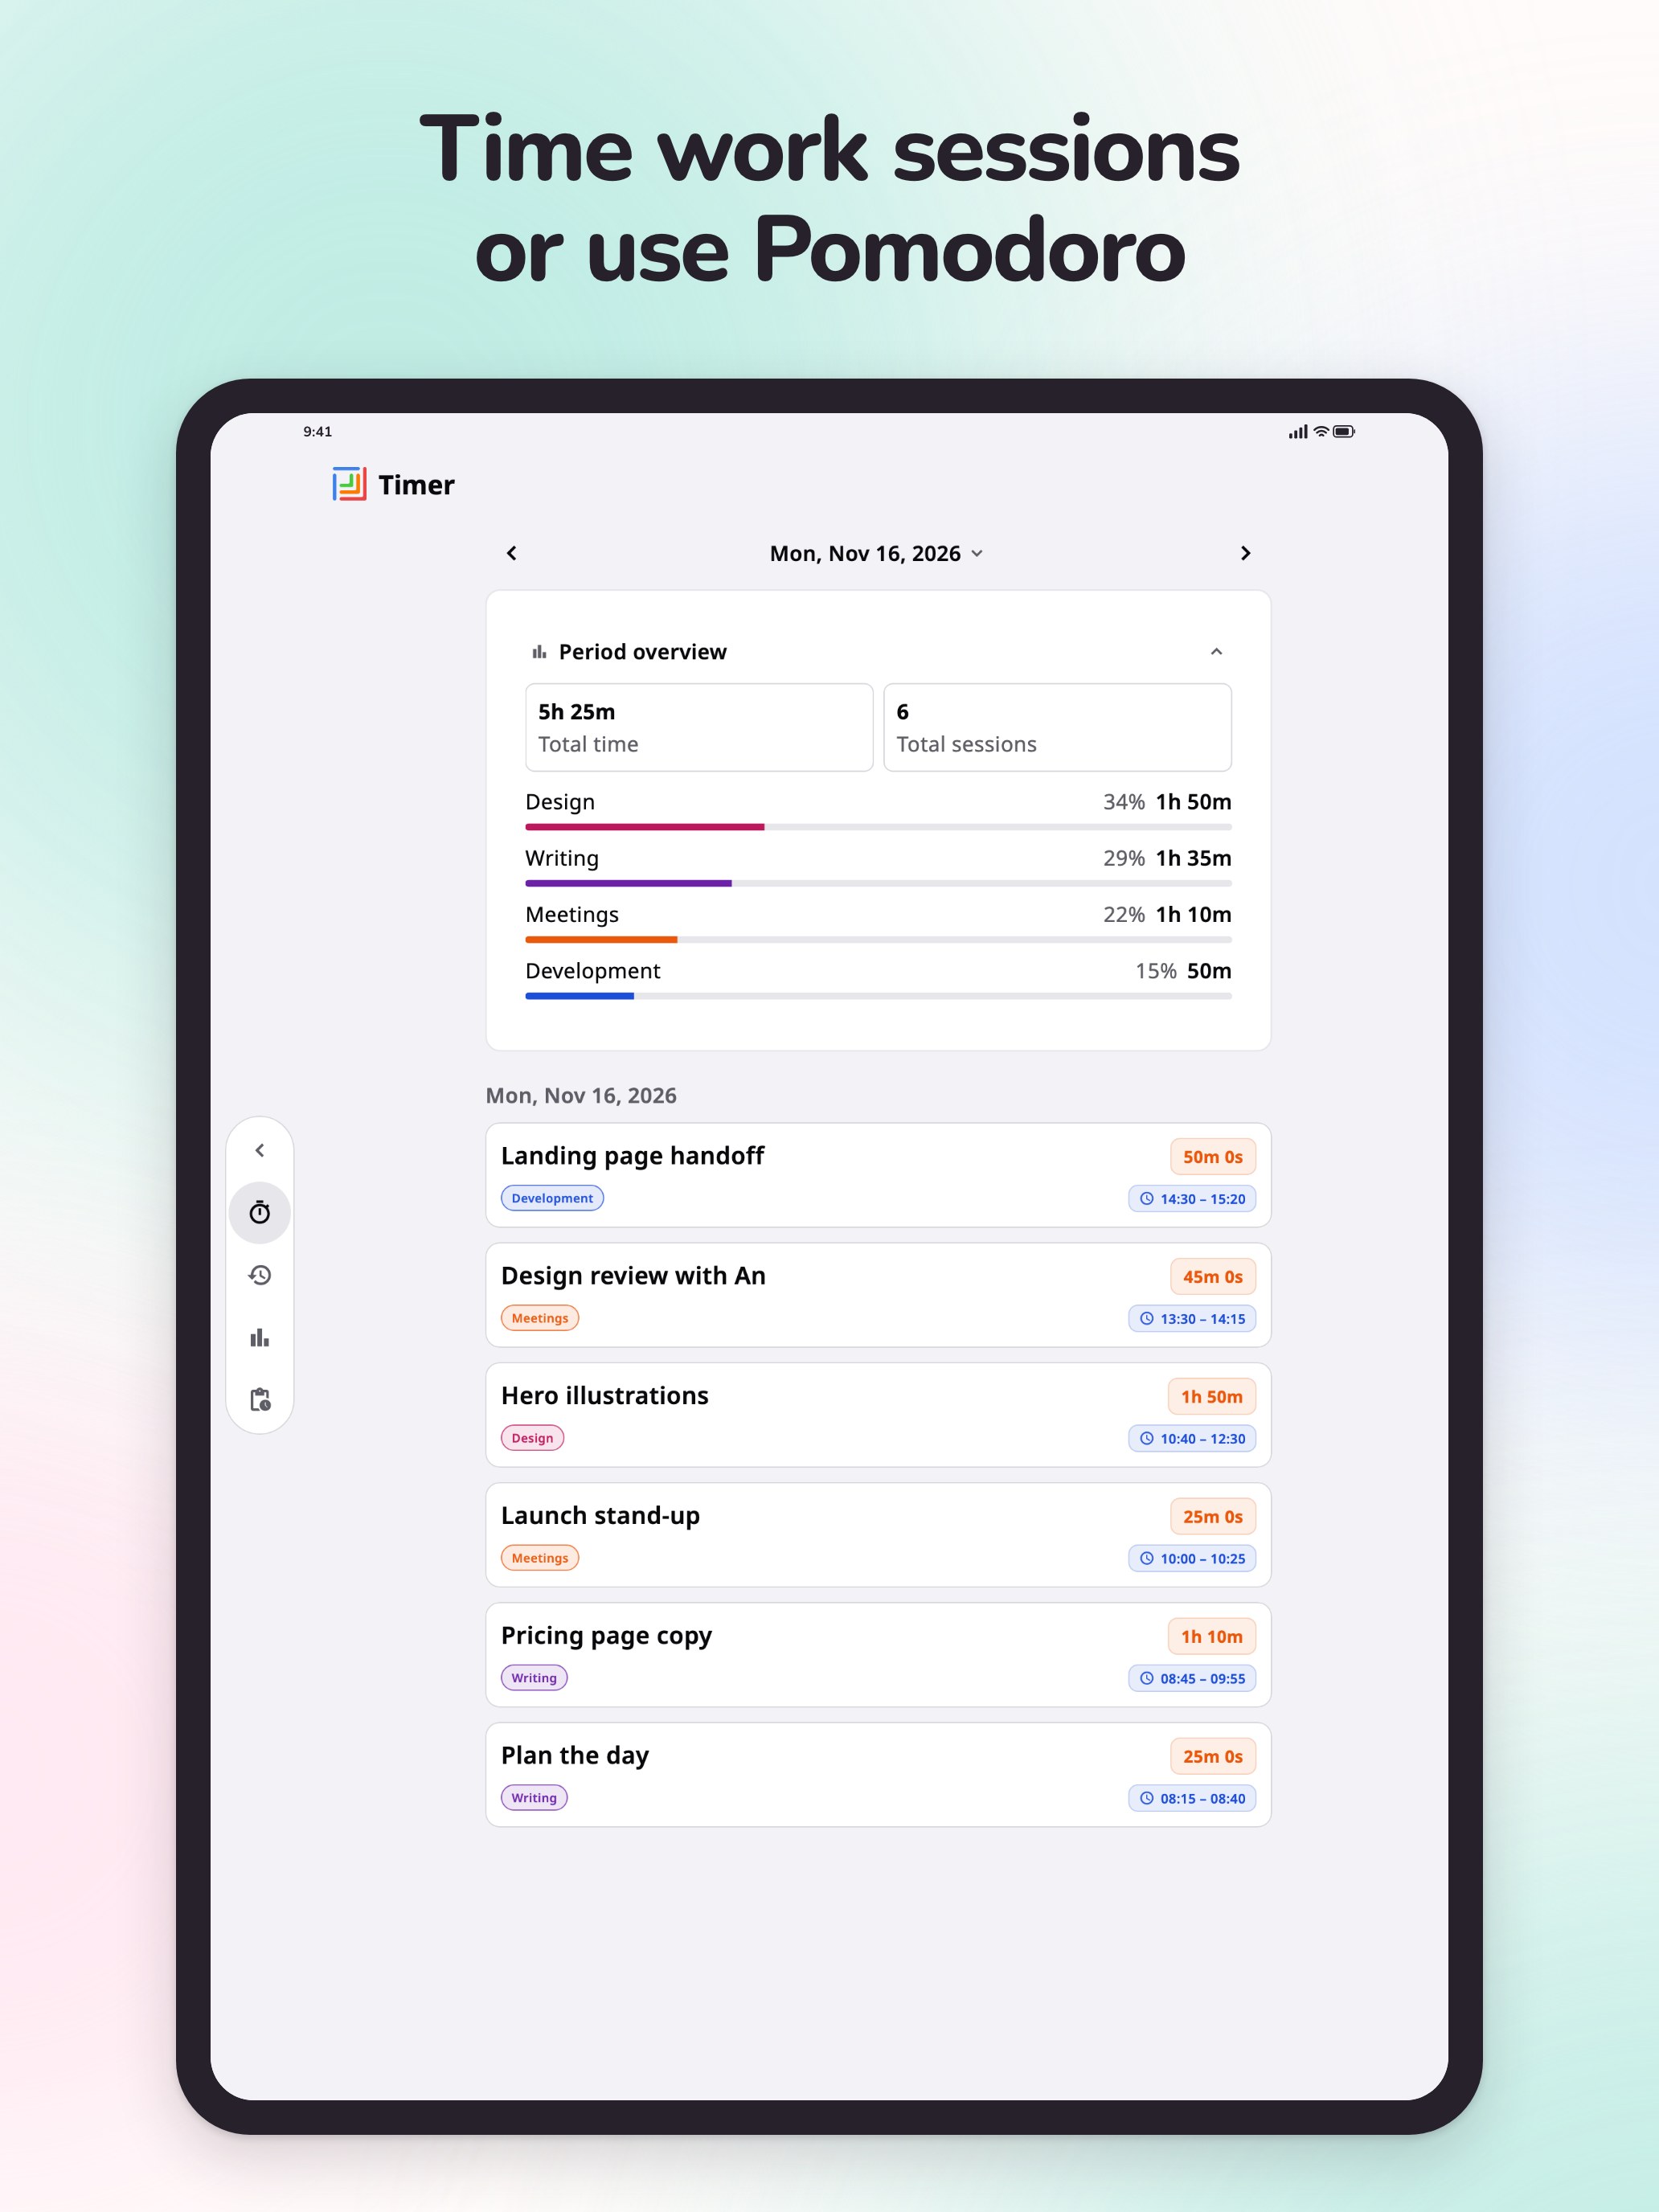 Time work sessions
or use Pomodoro
9:41
Timer
Mon, Nov 16, 2026
Period overview
5h 25m
Total time
6
Total sessions
Design 34% 1h 50m
Writing 29% 1h 35m
Meetings 22% 1h 10m
Development 15% 50m
Mon, Nov 16, 2026
Landing page handoff 50m 0s
Development 14:30 – 15:20
Design review with An 45m 0s
Meetings 13:30 – 14:15
Hero illustrations 1h 50m
Design 10:40 – 12:30
Launch stand-up 25m 0s
Meetings 10:00 – 10:25
Pricing page copy 1h 10m
Writing 08:45 – 09:55
Plan the day 25m 0s
Writing 08:15 – 08:40